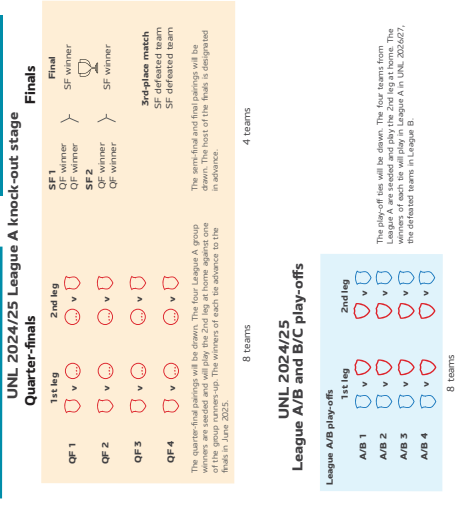 UNL 2024/25 League A knock-out stage
Quarter-finals
1st leg
2nd leg
QF 1
v
v
QF 2
v
v
QF 3
v
v
QF 4
v
v
The quarter-final pairings will be drawn. The four League A group
winners are seeded and will play the 2nd leg at home against one
of the group runners-up. The winners of each tie advance to the
finals in June 2025.
8 teams
Finals
SF 1
QF winner
QF winner
SF 2
QF winner
QF winner
Final
SF winner
SF winner
3rd-place match
SF defeated team
SF defeated team
The semi-final and final pairings will be
drawn. The host of the finals is designated
in advance.
4 teams
UNL 2024/25
League A/B and B/C play-offs
League A/B play-offs
1st leg
2nd leg
A/B 1
v
v
A/B 2
v
v
A/B 3
v
v
A/B 4
v
v
8 teams
The play-off ties will be drawn. The four teams from
League A are seeded and play the 2nd leg at home. The
winners of each tie will play in League A in UNL 2026/27,
the defeated teams in League B.